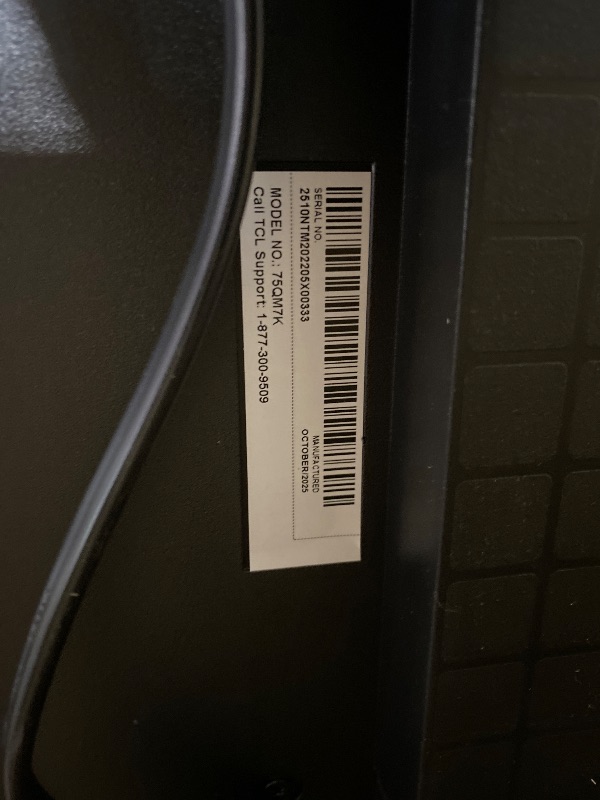 SERIAL NO.
2510NTM202205X00333
MANUFACTURED
OCTOBER/2025
MODEL NO.: 75QM7K
Call TCL Support: 1-877-300-9509